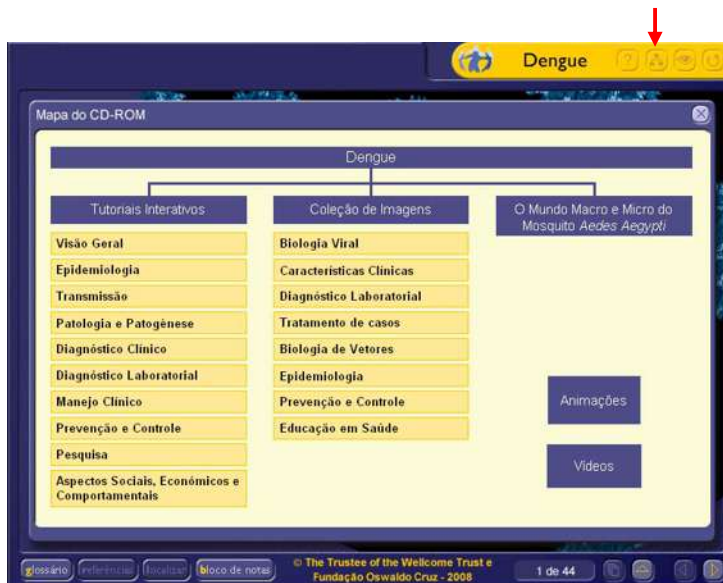 Dengue
?
Mapa do CD-ROM
Dengue
Tutoriais Interativos
Visão Geral
Epidemiologia
Transmissão
Patologia e Patogênese
Diagnóstico Clínico
Diagnóstico Laboratorial
Manejo Clínico
Prevenção e Controle
Pesquisa
Aspectos Sociais, Económicos e
Comportamentais
Coleção de Imagens
Biologia Viral
Características Clínicas
Diagnóstico Laboratorial
Tratamento de casos
Biologia de Vetores
Epidemiologia
Prevenção e Controle
Educação em Saúde
O Mundo Macro e Micro do
Mosquito Aedes Aegypti
Animações
Vídeos
glossário referências localizar bloco de notas
© The Trustee of the Wellcome Trust e
Fundação Oswaldo Cruz - 2008
1 de 44